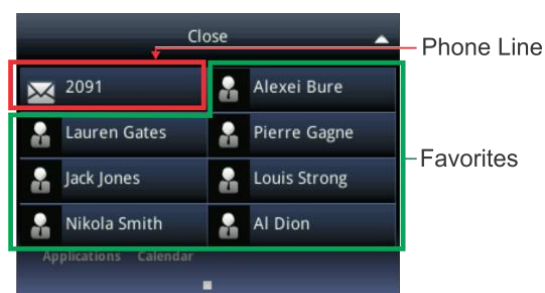 Close
Phone Line
2091
Alexei Bure
Lauren Gates
Pierre Gagne
Favorites
Jack Jones
Louis Strong
Nikola Smith
Al Dion
Applications Calendar